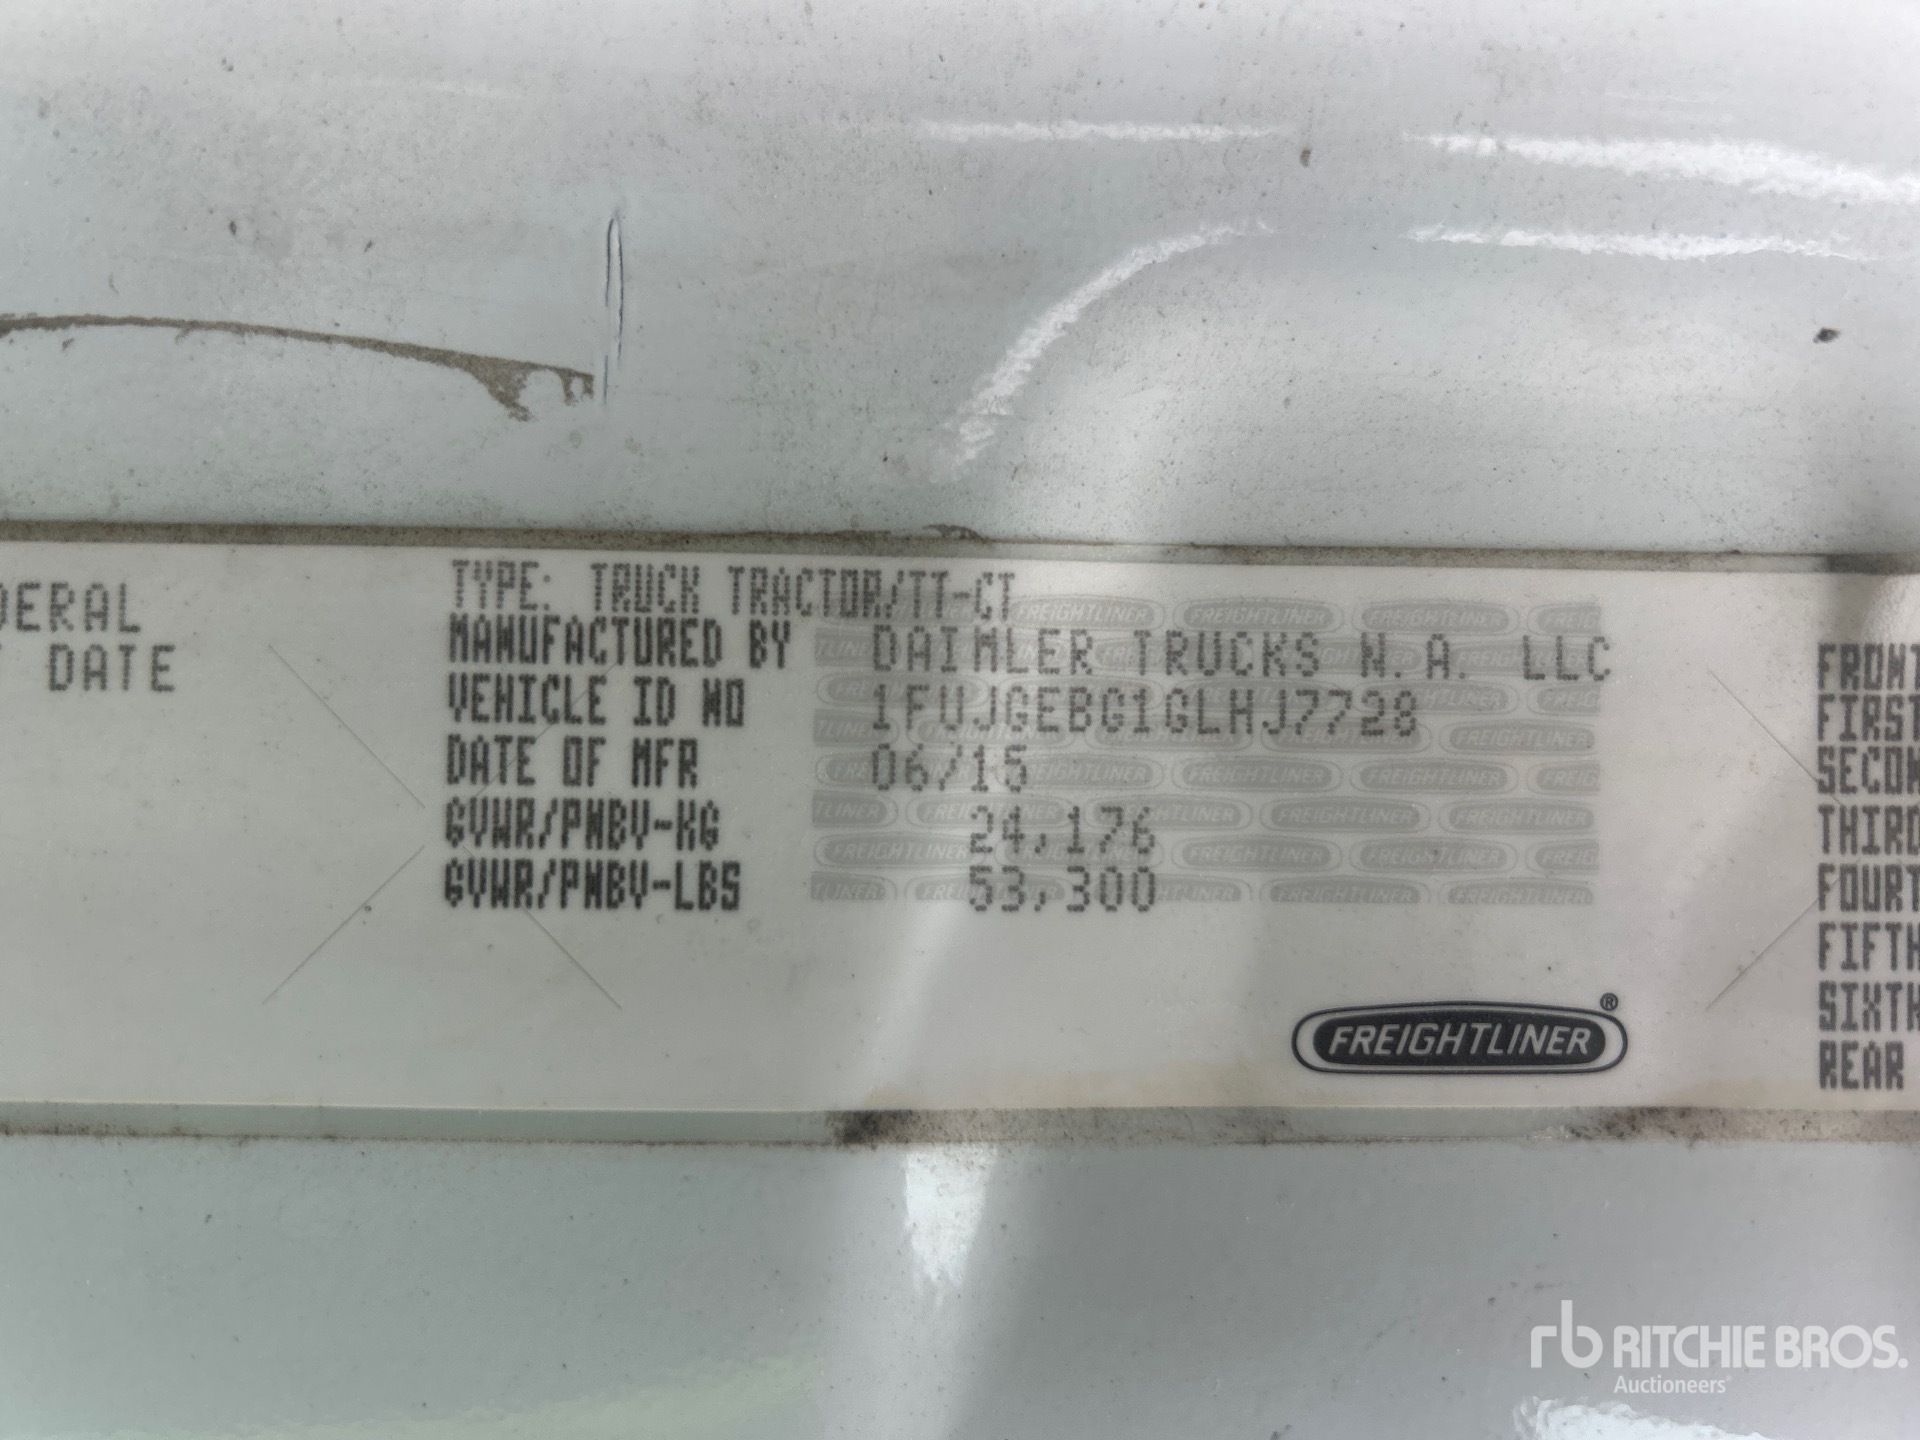 DERAL
DATE
TYPE: TRUCK TRACTOR/TT-CT
MANUFACTURED BY DAIMLER TRUCKS N.A. LLC
VEHICLE ID NO 1FUJGEBG1GLHJ7728
DATE OF MFR 06/15
GVWR/PNBV-KG 24,176
GVWR/PNBV-LBS 53,300
FREIGHTLINER®
FRONT
FIRST
SECON
THIRD
FOURT
FIFTH
SIXTH
REAR
rb RITCHIE BROS.
Auctioneers